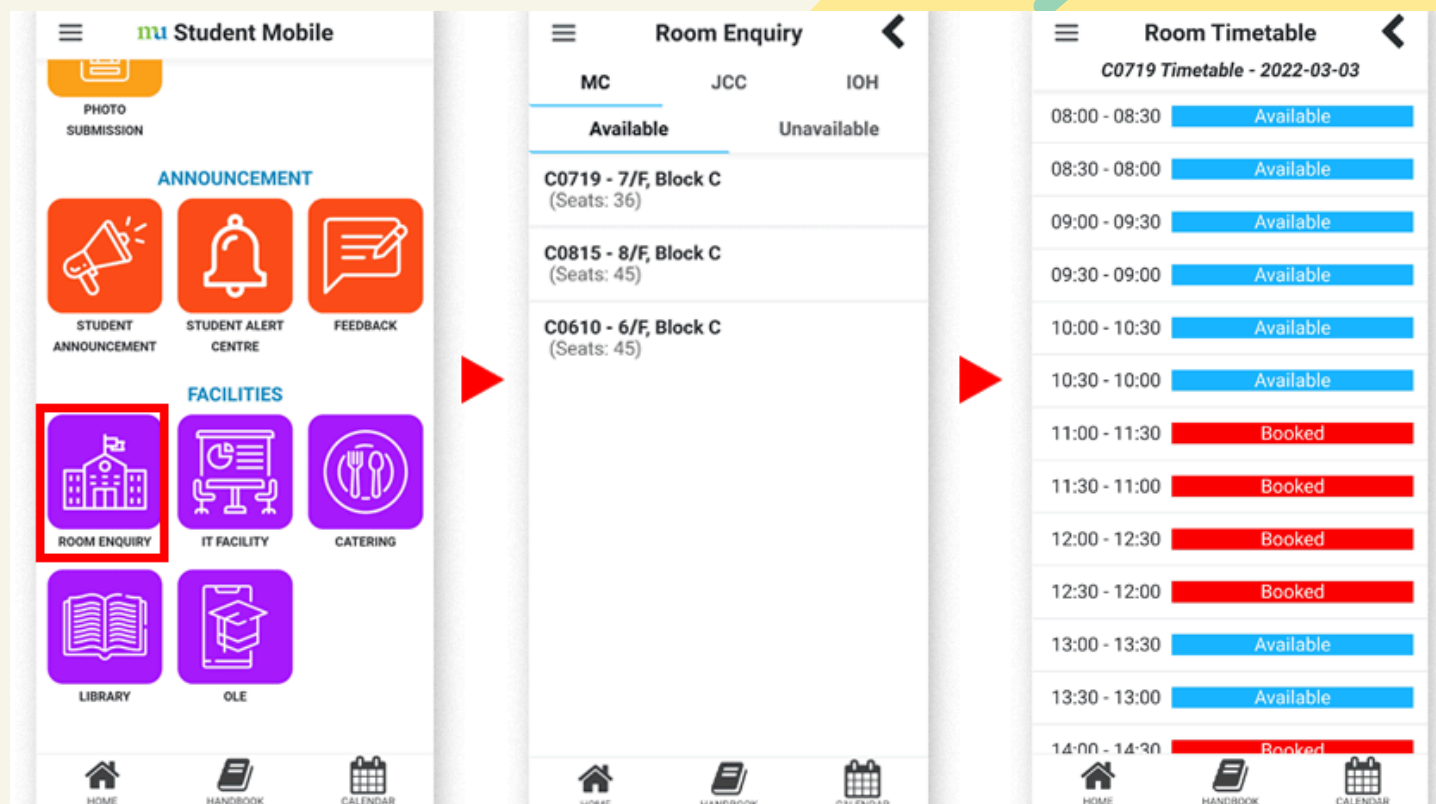 mu Student Mobile
PHOTO
SUBMISSION
ANNOUNCEMENT
STUDENT
ANNOUNCEMENT
STUDENT ALERT
CENTRE
FEEDBACK
FACILITIES
ROOM ENQUIRY
IT FACILITY
CATERING
LIBRARY
OLE
HOME
HANDBOOK
CALENDAR
Room Enquiry
MC JCC IOH
Available Unavailable
C0719 - 7/F, Block C
(Seats: 36)
C0815 - 8/F, Block C
(Seats: 45)
C0610 - 6/F, Block C
(Seats: 45)
HOME
HANDBOOK
CALENDAR
Room Timetable
C0719 Timetable - 2022-03-03
08:00 - 08:30 Available
08:30 - 08:00 Available
09:00 - 09:30 Available
09:30 - 09:00 Available
10:00 - 10:30 Available
10:30 - 10:00 Available
11:00 - 11:30 Booked
11:30 - 11:00 Booked
12:00 - 12:30 Booked
12:30 - 12:00 Booked
13:00 - 13:30 Available
13:30 - 13:00 Available
14:00 - 14:30 Booked
HOME
HANDBOOK
CALENDAR